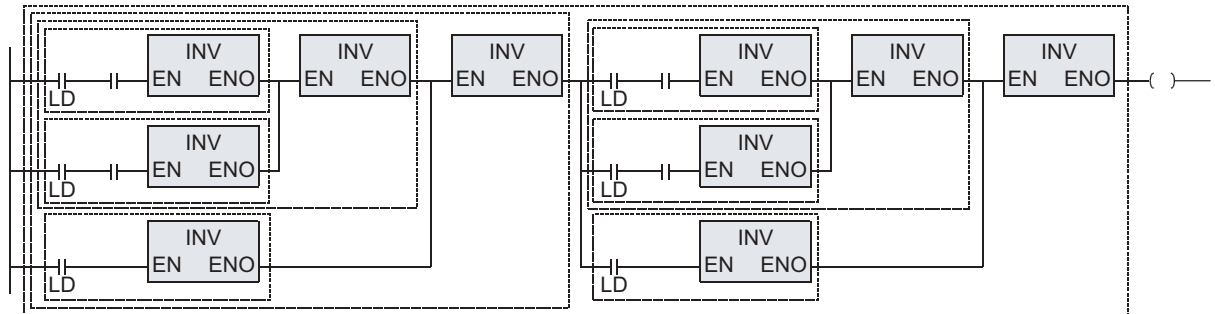 INV INV INV INV INV INV
EN ENO EN ENO EN ENO EN ENO EN ENO EN ENO
LD LD
INV INV
EN ENO EN ENO
LD LD
INV INV
EN ENO EN ENO
LD LD